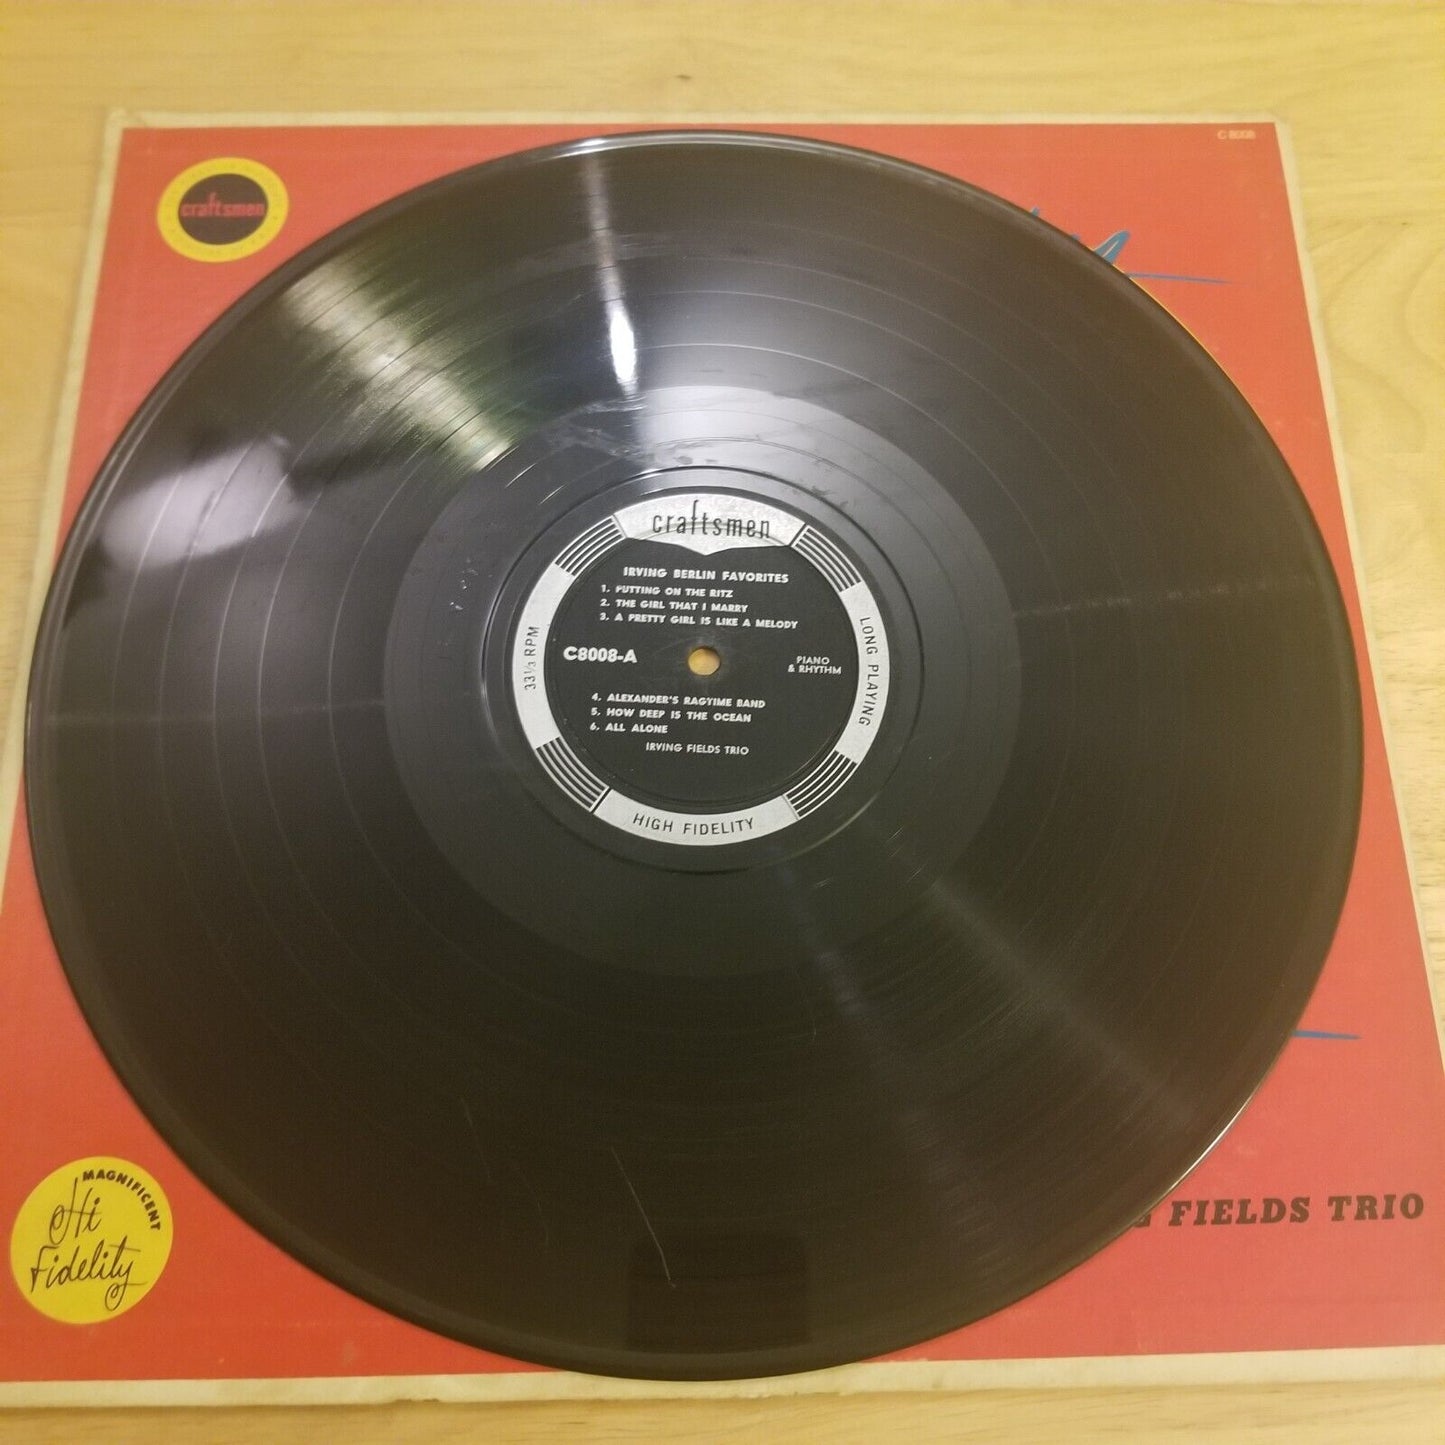 C 8008
craftsmen
craftsmen
IRVING BERLIN FAVORITES
1. PUTTING ON THE RITZ
2. THE GIRL THAT I MARRY
3. A PRETTY GIRL IS LIKE A MELODY
C8008-A
PIANO
& RHYTHM
33 1/3 RPM
LONG PLAYING
4. ALEXANDER'S RAGTIME BAND
5. HOW DEEP IS THE OCEAN
6. ALL ALONE
IRVING FIELDS TRIO
HIGH FIDELITY
MAGNIFICENT
Hi
Fidelity
FIELDS TRIO